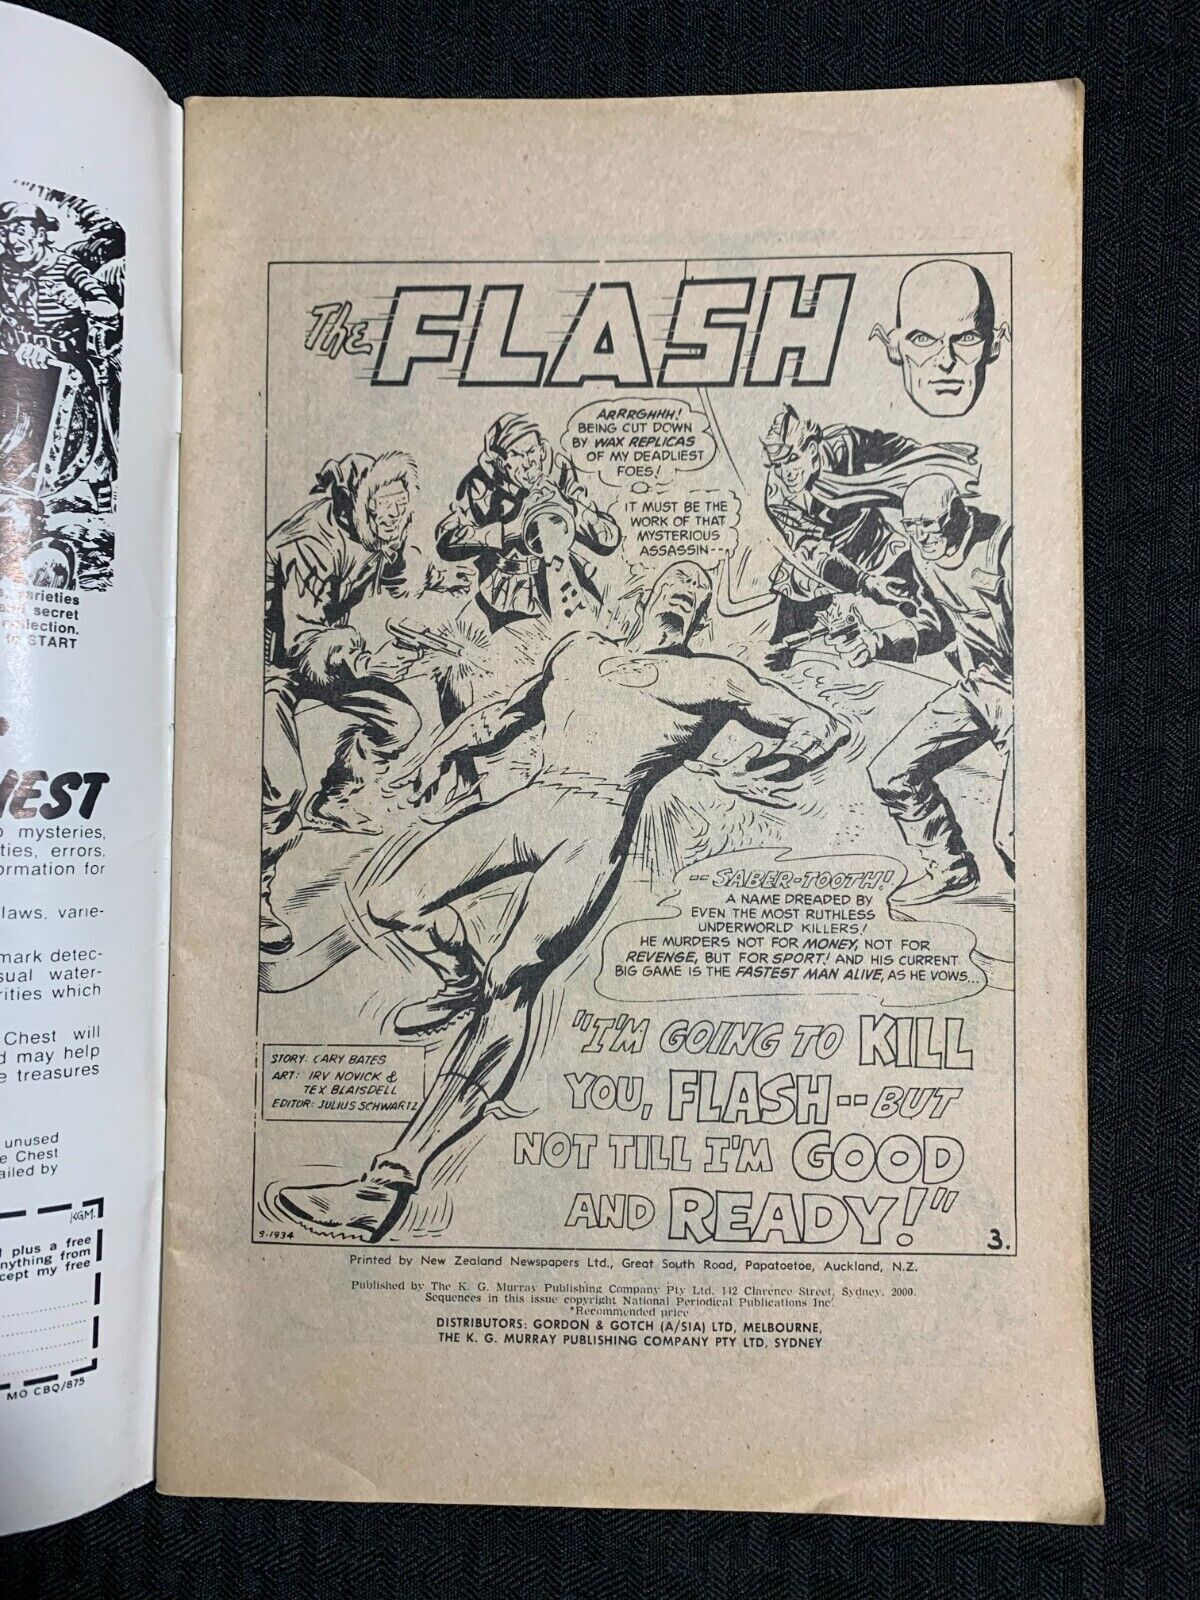 arieties
secret
to START
EST
mysteries,
ties, errors.
ormation for
laws, varie-
mark detec-
sual water-
rities which
Chest will
d may help
e treasures
unused
e Chest
ailed by
KGM.
plus a free
nything from
cept my free
MO CBQ/875
The FLASH
ARRRGHHH!
BEING CUT DOWN
BY WAX REPLICAS
OF MY DEADLIEST
FOES!
IT MUST BE THE
WORK OF THAT
MYSTERIOUS
ASSASSIN--
--SABER-TOOTH!
A NAME DREADED BY
EVEN THE MOST RUTHLESS
UNDERWORLD KILLERS!
HE MURDERS NOT FOR MONEY, NOT FOR
REVENGE, BUT FOR SPORT! AND HIS CURRENT
BIG GAME IS THE FASTEST MAN ALIVE, AS HE VOWS...
"I'M GOING TO KILL
YOU, FLASH--BUT
NOT TILL I'M GOOD
AND READY!"
STORY: CARY BATES
ART: IRV NOVICK &
TEX BLAISDELL
EDITOR: JULIUS SCHWARTZ
S-1934
3.
Printed by New Zealand Newspapers Ltd., Great South Road, Papatoetoe, Auckland, N.Z.
Published by The K. G. Murray Publishing Company Pty Ltd, 142 Clarence Street, Sydney, 2000.
Sequences in this issue copyright National Periodical Publications Inc.
*Recommended price
DISTRIBUTORS: GORDON & GOTCH (A/SIA) LTD, MELBOURNE,
THE K. G. MURRAY PUBLISHING COMPANY PTY LTD, SYDNEY